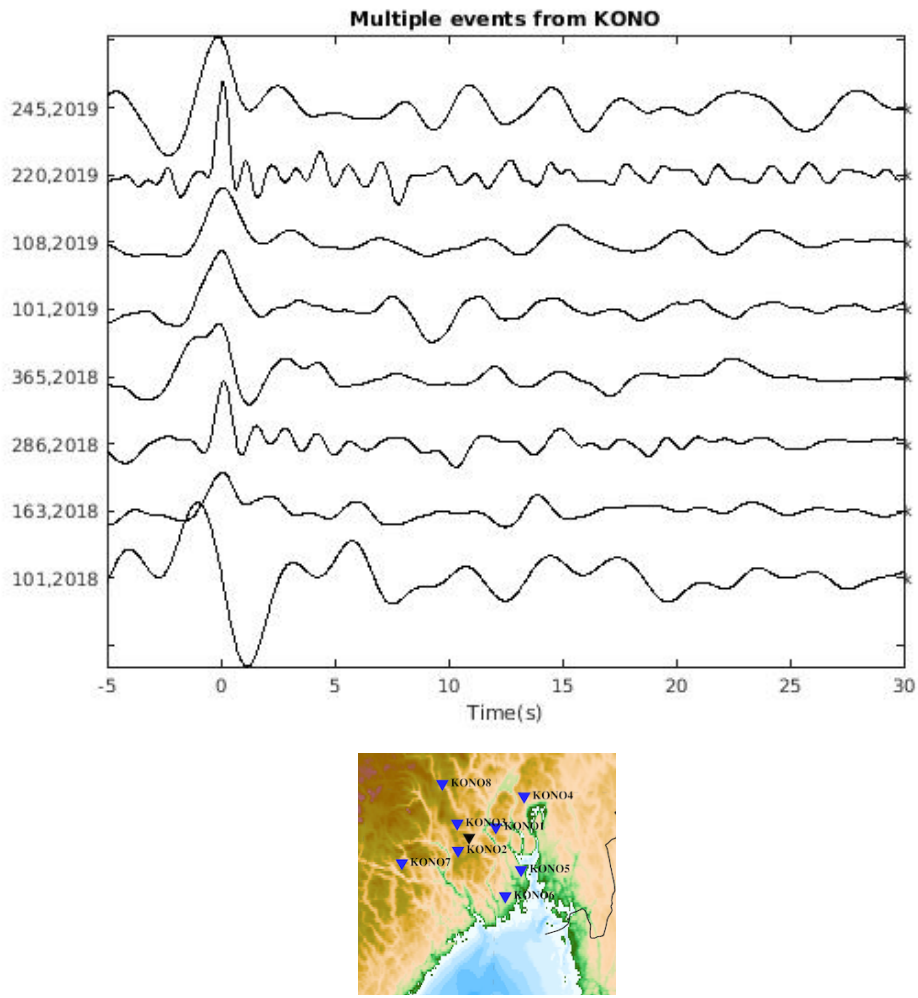 Multiple events from KONO
245,2019
220,2019
108,2019
101,2019
365,2018
286,2018
163,2018
101,2018
-5 0 5 10 15 20 25 30
Time(s)
KONO8
KONO4
KONO3 KONO1
KONO2
KONO7
KONO5
KONO6